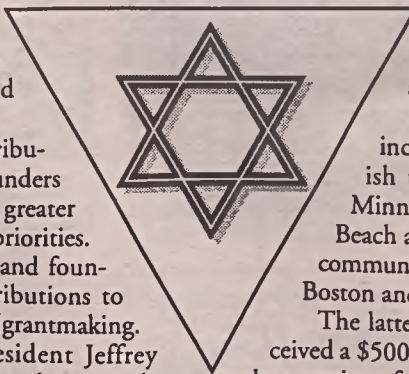 d
ribu-
unders
greater
priorities.
and foun-
ributions to
grantmaking.
esident Jeffrey
inc
ish
Minn
Beach a
commun
Boston and
The latte
ceived a $500